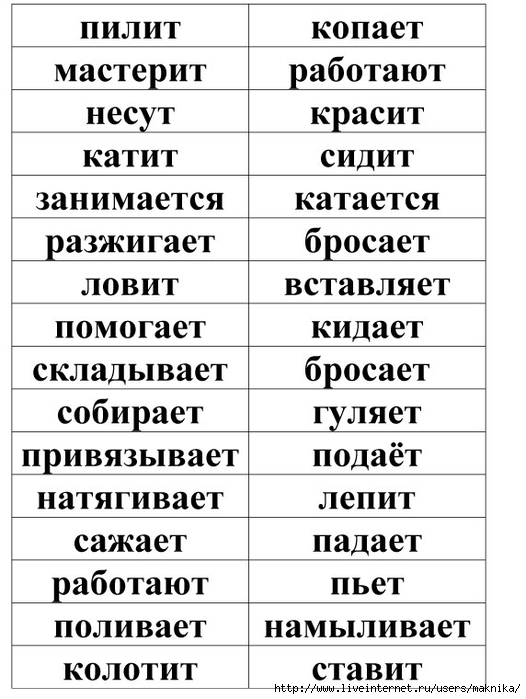 пилит копает
мастерит работают
несут красит
катит сидит
занимается катается
разжигает бросает
ловит вставляет
помогает кидает
складывает бросает
собирает гуляет
привязывает подаёт
натягивает лепит
сажает падает
работают пьет
поливает намыливает
колотит ставит
http://www.liveinternet.ru/users/maknika/